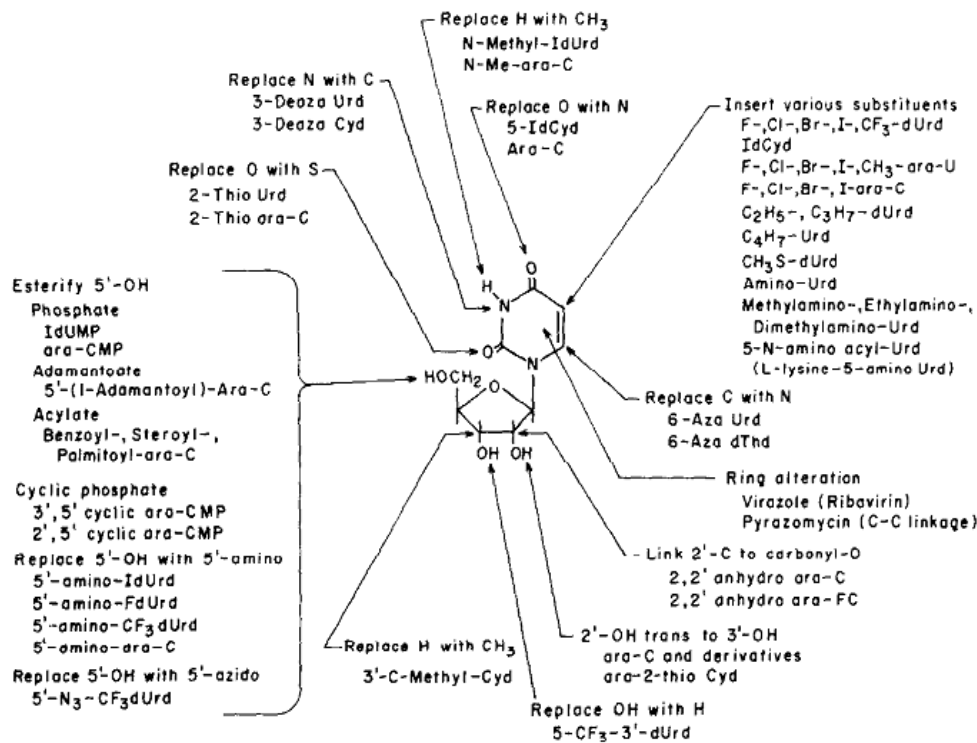 Replace H with CH3
N-Methyl-IdUrd
N-Me-ara-C
Replace N with C
3-Deaza Urd
3-Deaza Cyd
Replace O with N
5-IdCyd
Ara-C
Insert various substituents
F-,Cl-,Br-,I-,CF3-dUrd
IdCyd
F-,Cl-,Br-,I-,CH3-ara-U
F-,Cl-,Br-,I-ara-C
C2H5-, C3H7-dUrd
C4H7-Urd
CH3S-dUrd
Amino-Urd
Methylamino-,Ethylamino-,
Dimethylamino-Urd
5-N-amino acyl-Urd
(L-lysine-5-amino Urd)
Replace O with S
2-Thio Urd
2-Thio ara-C
Esterify 5'-OH
Phosphate
IdUMP
ara-CMP
Adamantoate
5'-(1-Adamantoyl)-Ara-C
Acylate
Benzoyl-, Steroyl-,
Palmitoyl-ara-C
Cyclic phosphate
3',5' cyclic ara-CMP
2',5' cyclic ara-CMP
Replace 5'-OH with 5'-amino
5'-amino-IdUrd
5'-amino-FdUrd
5'-amino-CF3dUrd
5'-amino-ara-C
Replace 5'-OH with 5'-azido
5'-N3-CF3dUrd
O
H
N
O
N
HOCH2
O
OH OH
Replace C with N
6-Aza Urd
6-Aza dThd
Ring alteration
Virazole (Ribavirin)
Pyrazomycin (C-C linkage)
Link 2'-C to carbonyl-O
2,2' anhydro ara-C
2,2' anhydro ara-FC
Replace H with CH3
3'-C-Methyl-Cyd
2'-OH trans to 3'-OH
ara-C and derivatives
ara-2-thio Cyd
Replace OH with H
5-CF3-3'-dUrd